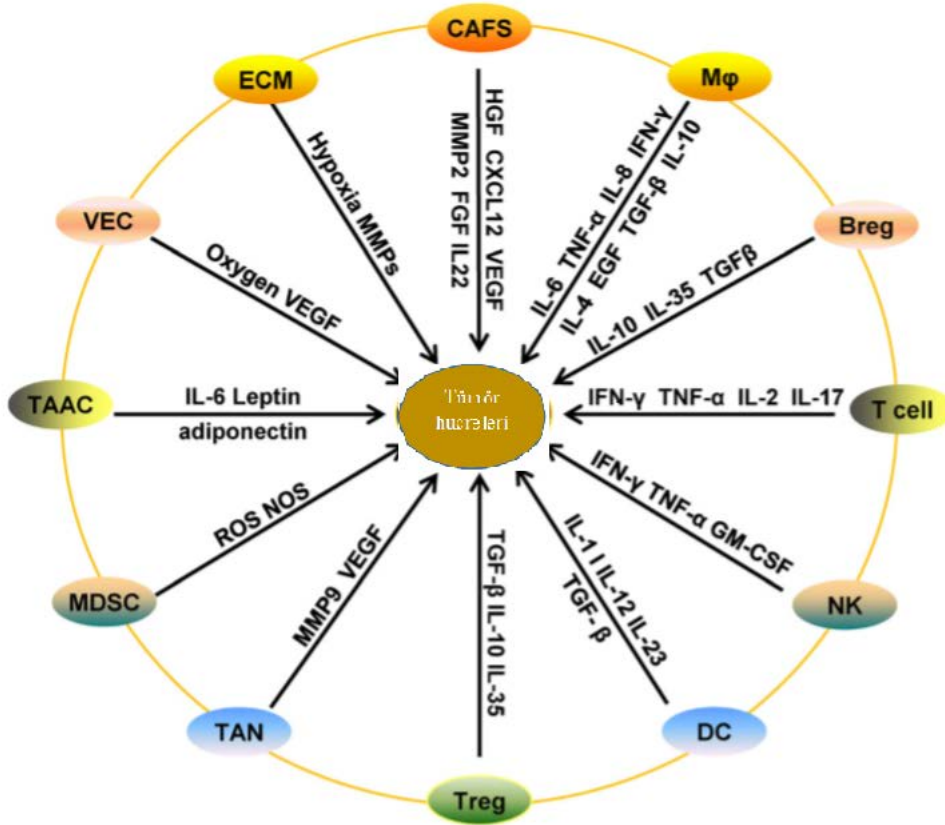 CAFS
ECM
Mφ
HGF CXCL12 VEGF
MMP2 FGF IL22
Hypoxia MMPs
IL-6 TNF-α IL-8 IFN-γ
IL-4 EGF TGF-β IL-10
VEC
Breg
Oxygen VEGF
IL-10 IL-35 TGFβ
TAAC
IL-6 Leptin
adiponectin
Tümör
hücreleri
IFN-γ TNF-α IL-2 IL-17
T cell
ROS NOS
IFN-γ TNF-α GM-CSF
MDSC
NK
MMP9 VEGF
TGF-β IL-10 IL-35
IL-1 I IL-12 IL-23
TGF- β
TAN
DC
Treg